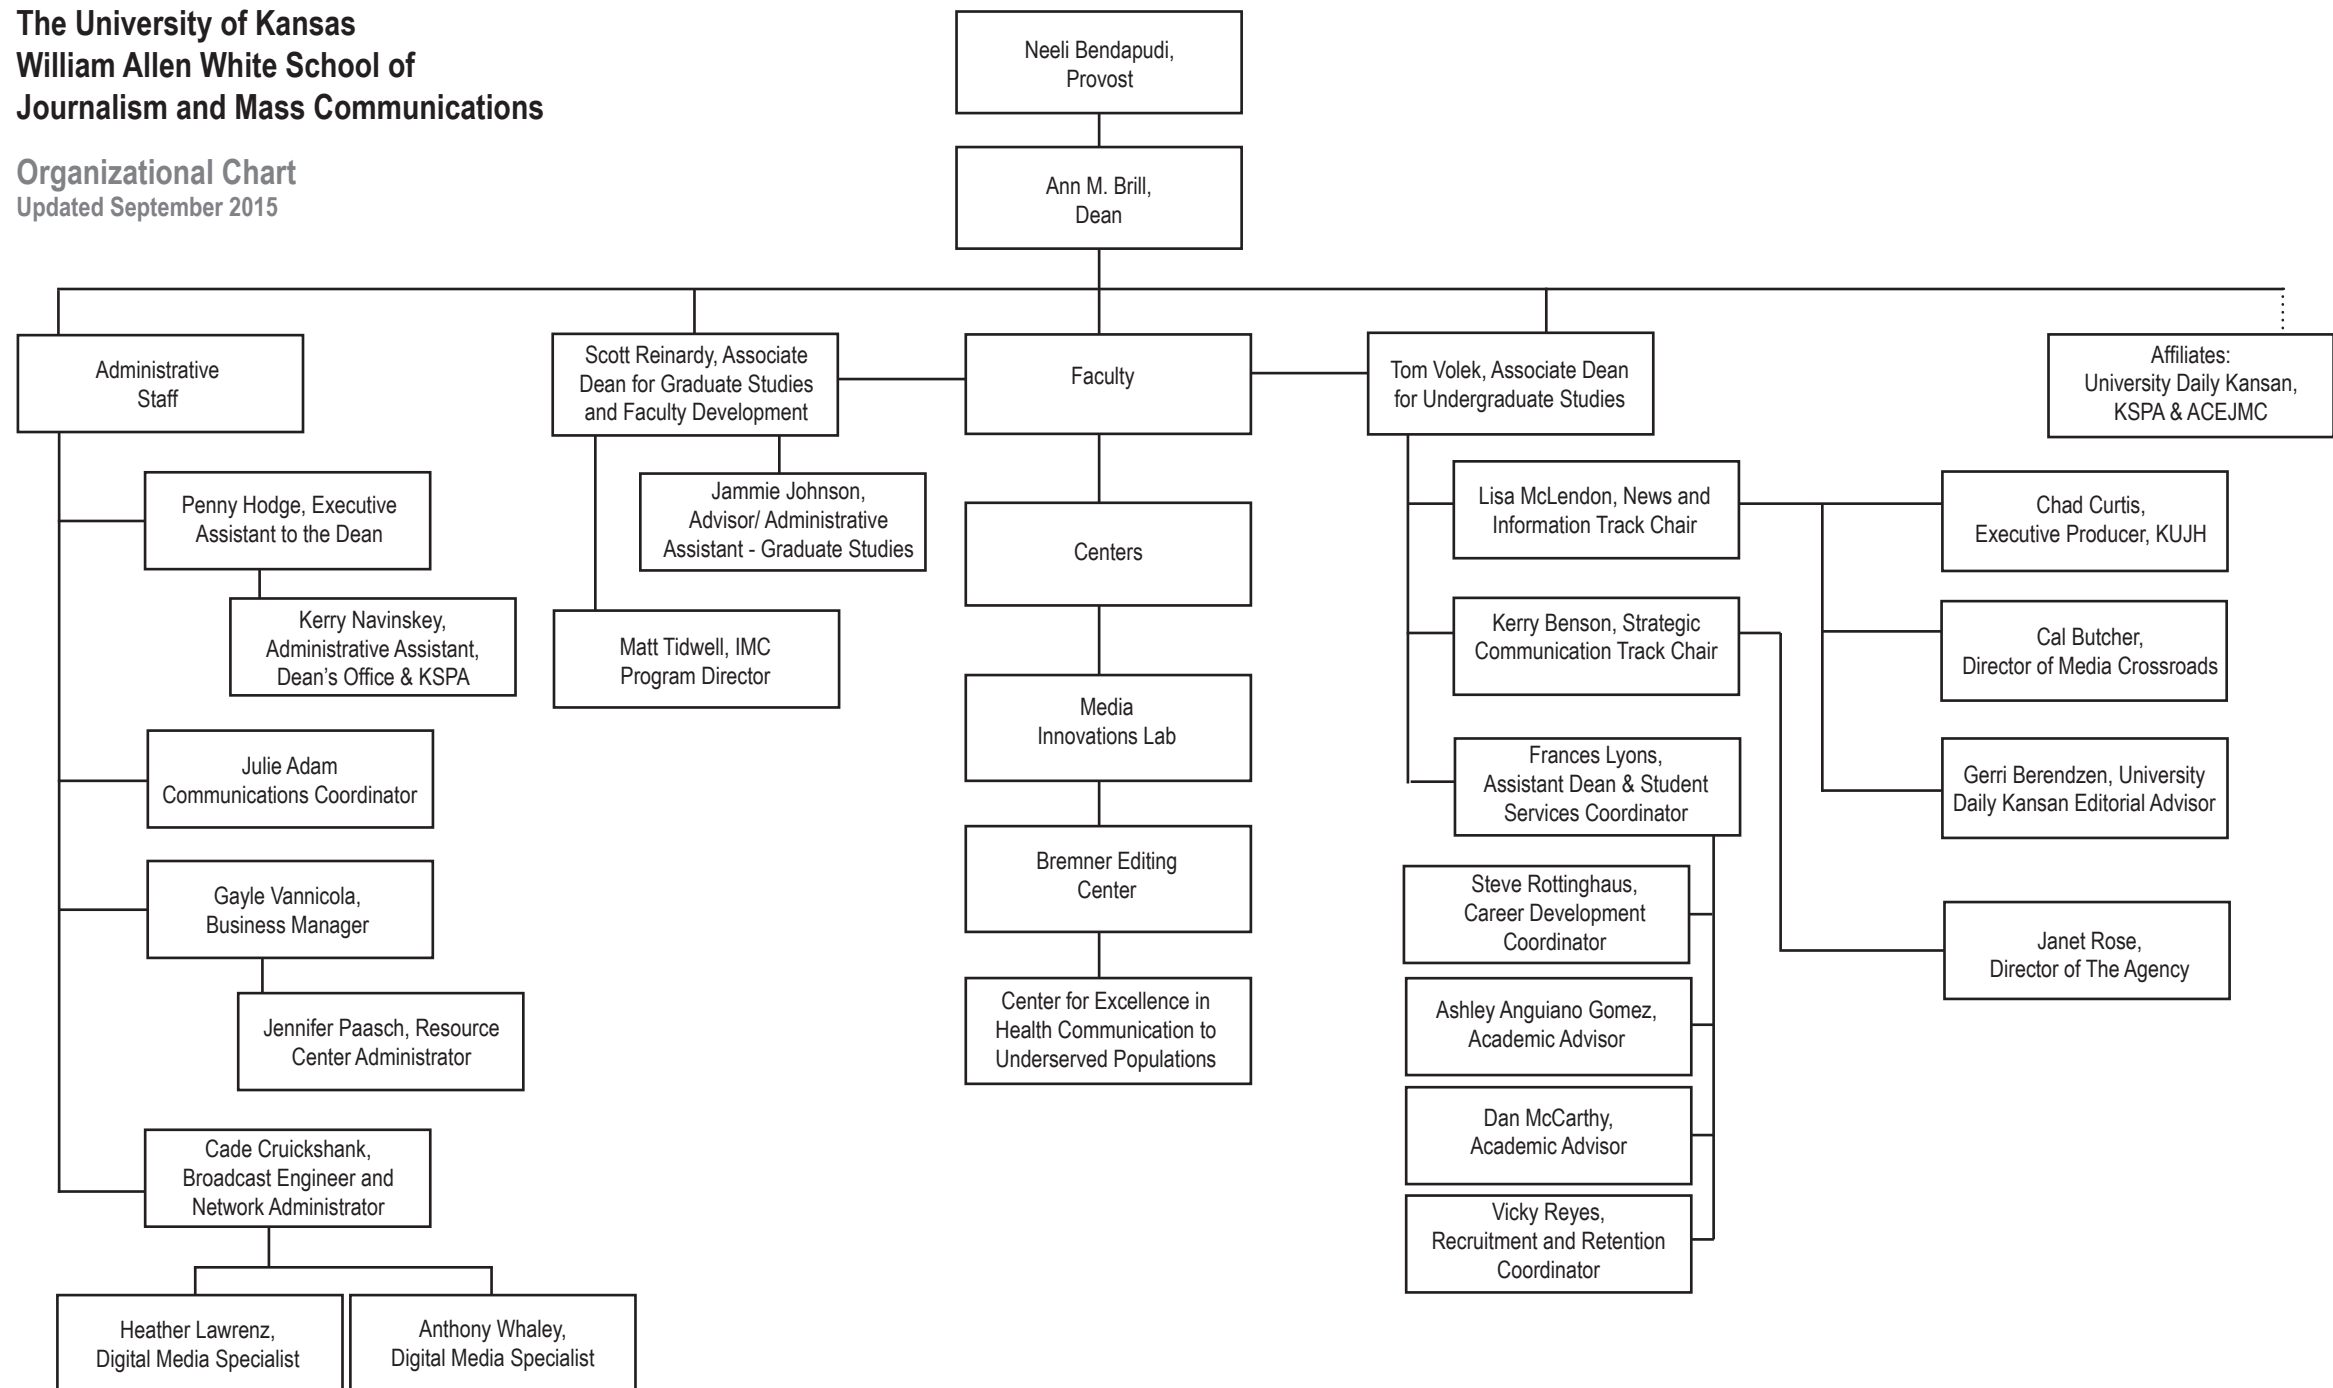 The University of Kansas
William Allen White School of
Journalism and Mass Communications
Organizational Chart
Updated September 2015
Neeli Bendapudi,
Provost
Ann M. Brill,
Dean
Administrative
Staff
Scott Reinardy, Associate
Dean for Graduate Studies
and Faculty Development
Faculty
Tom Volek, Associate Dean
for Undergraduate Studies
Affiliates:
University Daily Kansan,
KSPA & ACEJMC
Penny Hodge, Executive
Assistant to the Dean
Kerry Navinskey,
Administrative Assistant,
Dean’s Office & KSPA
Julie Adam
Communications Coordinator
Gayle Vannicola,
Business Manager
Jennifer Paasch, Resource
Center Administrator
Cade Cruickshank,
Broadcast Engineer and
Network Administrator
Heather Lawrenz,
Digital Media Specialist
Anthony Whaley,
Digital Media Specialist
Jammie Johnson,
Advisor/ Administrative
Assistant - Graduate Studies
Matt Tidwell, IMC
Program Director
Centers
Media
Innovations Lab
Bremner Editing
Center
Center for Excellence in
Health Communication to
Underserved Populations
Lisa McLendon, News and
Information Track Chair
Kerry Benson, Strategic
Communication Track Chair
Frances Lyons,
Assistant Dean & Student
Services Coordinator
Steve Rottinghaus,
Career Development
Coordinator
Ashley Anguiano Gomez,
Academic Advisor
Dan McCarthy,
Academic Advisor
Vicky Reyes,
Recruitment and Retention
Coordinator
Chad Curtis,
Executive Producer, KUJH
Cal Butcher,
Director of Media Crossroads
Gerri Berendzen, University
Daily Kansan Editorial Advisor
Janet Rose,
Director of The Agency